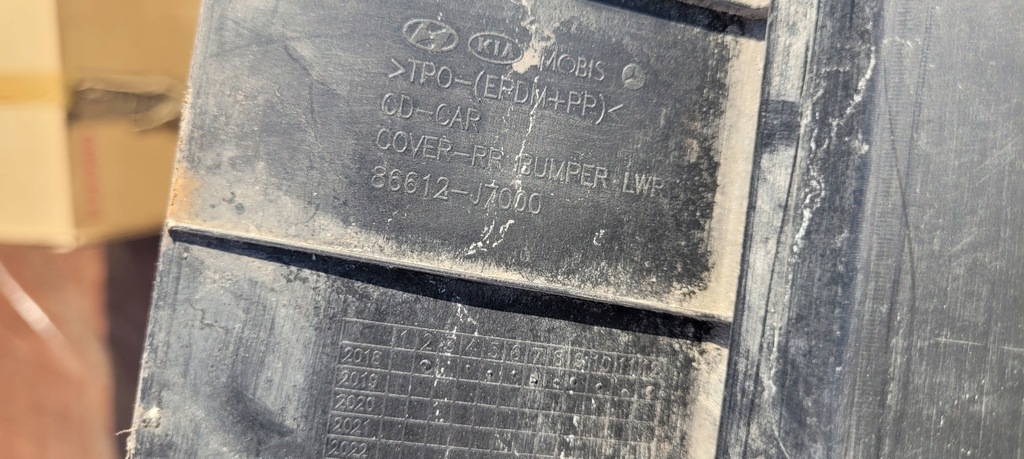 KIA MOBIS
>TPO-(EPDM+PP)<
CD-CAR
COVER-RR BUMPER LWR
86612-J7000
1 2 3 4 5 6 7 8 9 10 11 12
2018
2019
2020
2021
2022